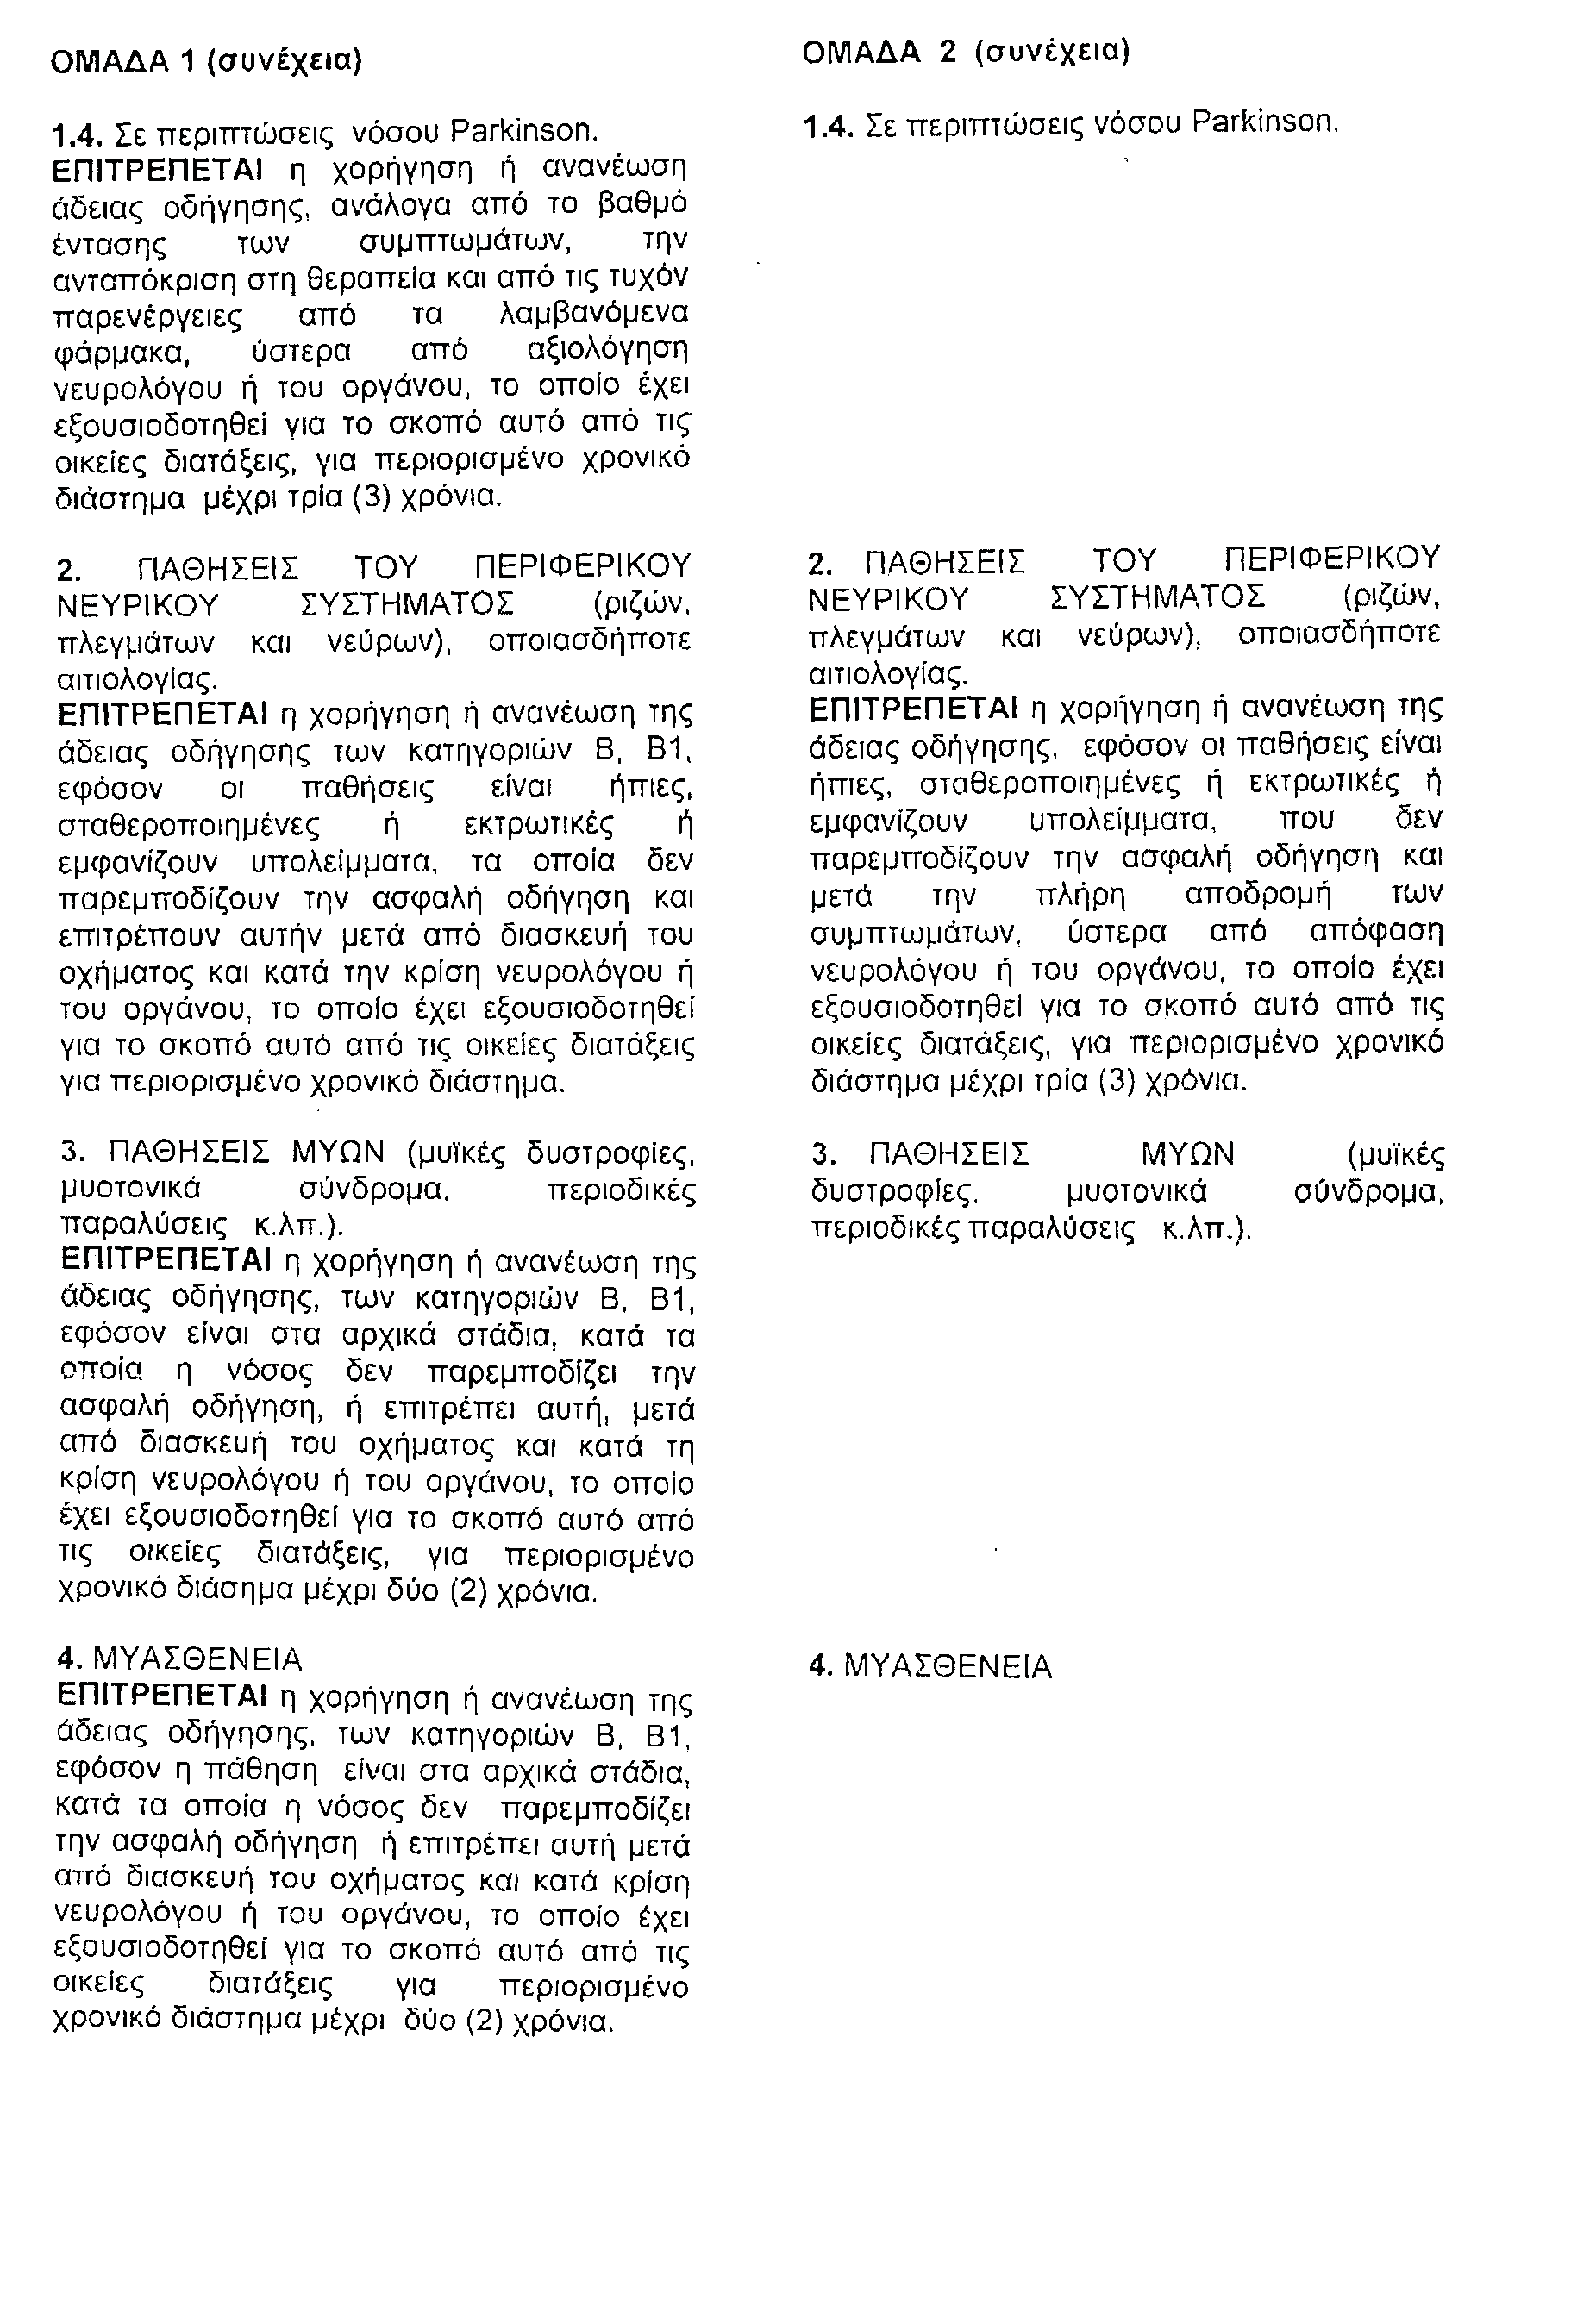 ΟΜΑΔΑ 1 (συνέχεια)
1.4. Σε περιπτώσεις νόσου Parkinson.
ΕΠΙΤΡΕΠΕΤΑΙ η χορήγηση ή ανανέωση
άδειας οδήγησης, ανάλογα από το βαθμό
έντασης των συμπτωμάτων, την
ανταπόκριση στη θεραπεία και από τις τυχόν
παρενέργειες από τα λαμβανόμενα
φάρμακα, ύστερα από αξιολόγηση
νευρολόγου ή του οργάνου, το οποίο έχει
εξουσιοδοτηθεί για το σκοπό αυτό από τις
οικείες διατάξεις, για περιορισμένο χρονικό
διάστημα μέχρι τρία (3) χρόνια.
2. ΠΑΘΗΣΕΙΣ ΤΟΥ ΠΕΡΙΦΕΡΙΚΟΥ
ΝΕΥΡΙΚΟΥ ΣΥΣΤΗΜΑΤΟΣ (ριζών,
πλεγμάτων και νεύρων), οποιασδήποτε
αιτιολογίας.
ΕΠΙΤΡΕΠΕΤΑΙ η χορήγηση ή ανανέωση της
άδειας οδήγησης των κατηγοριών Β, Β1,
εφόσον οι παθήσεις είναι ήπιες,
σταθεροποιημένες ή εκτρωτικές ή
εμφανίζουν υπολείμματα, τα οποία δεν
παρεμποδίζουν την ασφαλή οδήγηση και
επιτρέπουν αυτήν μετά από διασκευή του
οχήματος και κατά την κρίση νευρολόγου ή
του οργάνου, το οποίο έχει εξουσιοδοτηθεί
για το σκοπό αυτό από τις οικείες διατάξεις
για περιορισμένο χρονικό διάστημα.
3. ΠΑΘΗΣΕΙΣ ΜΥΩΝ (μυϊκές δυστροφίες,
μυοτονικά σύνδρομα, περιοδικές
παραλύσεις κ.λπ.).
ΕΠΙΤΡΕΠΕΤΑΙ η χορήγηση ή ανανέωση της
άδειας οδήγησης, των κατηγοριών Β, Β1,
εφόσον είναι στα αρχικά στάδια, κατά τα
οποία η νόσος δεν παρεμποδίζει την
ασφαλή οδήγηση, ή επιτρέπει αυτή, μετά
από διασκευή του οχήματος και κατά τη
κρίση νευρολόγου ή του οργάνου, το οποίο
έχει εξουσιοδοτηθεί για το σκοπό αυτό από
τις οικείες διατάξεις, για περιορισμένο
χρονικό διάσημα μέχρι δύο (2) χρόνια.
4. ΜΥΑΣΘΕΝΕΙΑ
ΕΠΙΤΡΕΠΕΤΑΙ η χορήγηση ή ανανέωση της
άδειας οδήγησης, των κατηγοριών Β, Β1,
εφόσον η πάθηση είναι στα αρχικά στάδια,
κατά τα οποία η νόσος δεν παρεμποδίζει
την ασφαλή οδήγηση ή επιτρέπει αυτή μετά
από διασκευή του οχήματος και κατά κρίση
νευρολόγου ή του οργάνου, το οποίο έχει
εξουσιοδοτηθεί για το σκοπό αυτό από τις
οικείες διατάξεις για περιορισμένο
χρονικό διάστημα μέχρι δύο (2) χρόνια.
ΟΜΑΔΑ 2 (συνέχεια)
1.4. Σε περιπτώσεις νόσου Parkinson.
2. ΠΑΘΗΣΕΙΣ ΤΟΥ ΠΕΡΙΦΕΡΙΚΟΥ
ΝΕΥΡΙΚΟΥ ΣΥΣΤΗΜΑΤΟΣ (ριζών,
πλεγμάτων και νεύρων), οποιασδήποτε
αιτιολογίας.
ΕΠΙΤΡΕΠΕΤΑΙ η χορήγηση ή ανανέωση της
άδειας οδήγησης, εφόσον οι παθήσεις είναι
ήπιες, σταθεροποιημένες ή εκτρωτικές ή
εμφανίζουν υπολείμματα, που δεν
παρεμποδίζουν την ασφαλή οδήγηση και
μετά την πλήρη αποδρομή των
συμπτωμάτων, ύστερα από απόφαση
νευρολόγου ή του οργάνου, το οποίο έχει
εξουσιοδοτηθεί για το σκοπό αυτό από τις
οικείες διατάξεις, για περιορισμένο χρονικό
διάστημα μέχρι τρία (3) χρόνια.
3. ΠΑΘΗΣΕΙΣ ΜΥΩΝ (μυϊκές
δυστροφίες, μυοτονικά σύνδρομα,
περιοδικές παραλύσεις κ.λπ.).
4. ΜΥΑΣΘΕΝΕΙΑ